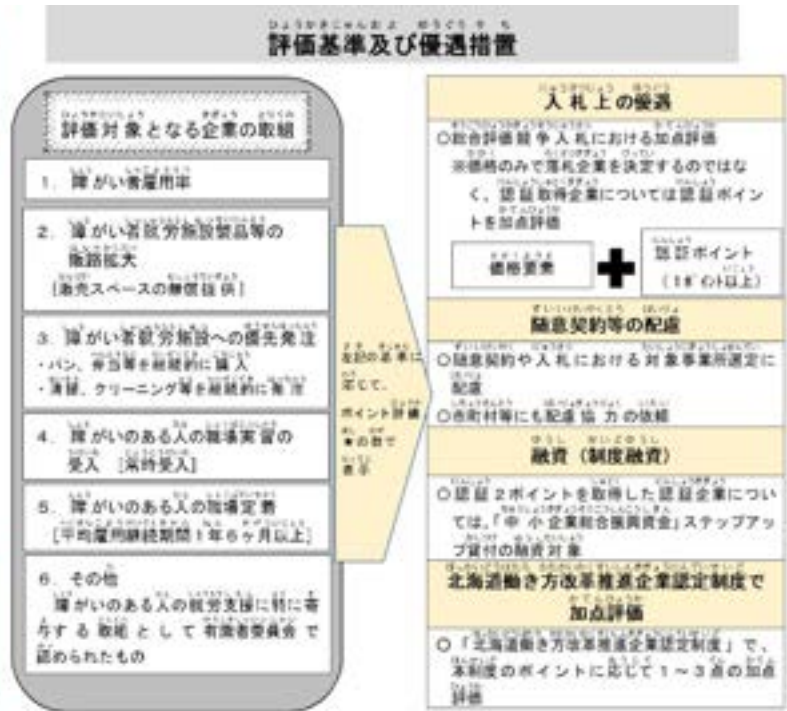 評価基準及び優遇措置
評価対象となる企業の取組
1. 障がい者雇用率
2. 障がい者就労施設製品等の
販路拡大
[販売スペースの無償提供]
3. 障がい者就労施設への優先発注
・パン、弁当等を継続的に購入
・清掃、クリーニング等を継続的に発注
4. 障がいのある人の職場実習の
受入 [常時受入]
5. 障がいのある人の職場定着
[平均雇用継続期間1年6ヶ月以上]
6. その他
障がいのある人の就労支援に特に寄
与する取組として有識者委員会で
認められたもの
左記の基準に
応じて、
ポイント評価
★の数で
表示
入札上の優遇
○総合評価競争入札における加点評価
※価格のみで落札企業を決定するのではな
く、認証取得企業については認証ポイン
トを加点評価
価格要素
認証ポイント
(1ポイント以上)
随意契約等の配慮
○随意契約や入札における対象事業所選定に
配慮
○市町村等にも配慮協力の依頼
融資(制度融資)
○認証2ポイントを取得した認証企業につい
ては、「中小企業総合振興資金」ステップアッ
プ貸付の融資対象
北海道働き方改革推進企業認定制度で
加点評価
○「北海道働き方改革推進企業認定制度」で、
本制度のポイントに応じて1~3点の加点
評価